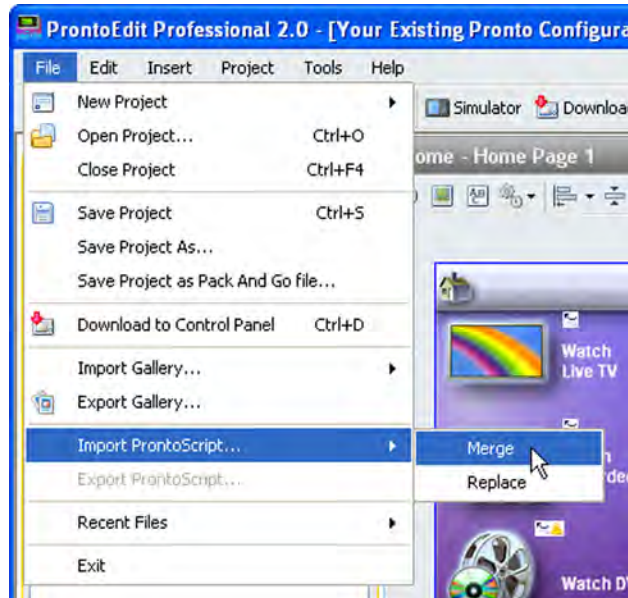 ProntoEdit Professional 2.0 - [Your Existing Pronto
File Edit Insert Project Tools Help
New Project
Simulator
Open Project... Ctrl+O
Home Page 1
Close Project Ctrl+F4
Save Project Ctrl+S
Save Project As...
Save Project as Pack And Go file...
Download to Control Panel Ctrl+D
Watch
Live TV
Import Gallery...
Export Gallery...
Import ProntoScript...
Merge
Export ProntoScript...
Replace
Recent Files
Exit
Watch